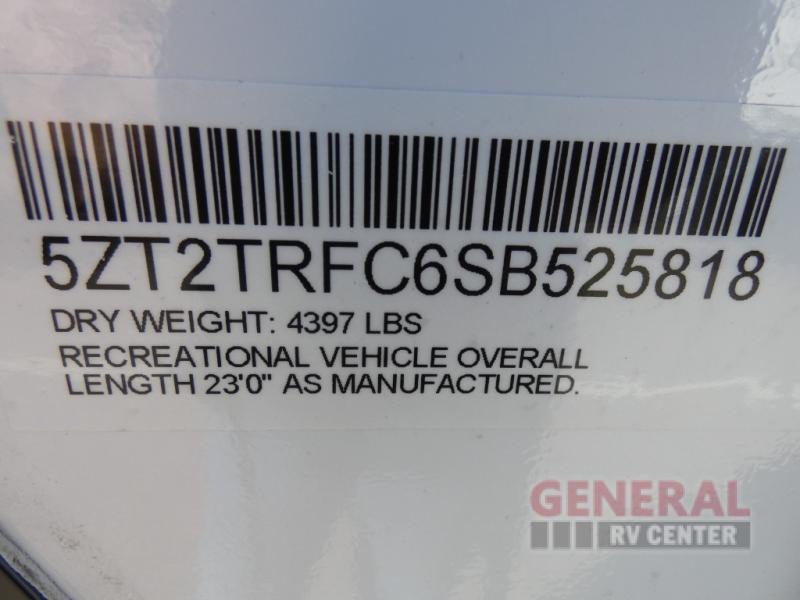 5ZT2TRFC6SB525818
DRY WEIGHT: 4397 LBS
RECREATIONAL VEHICLE OVERALL
LENGTH 23'0" AS MANUFACTURED.
GENERAL
RV CENTER